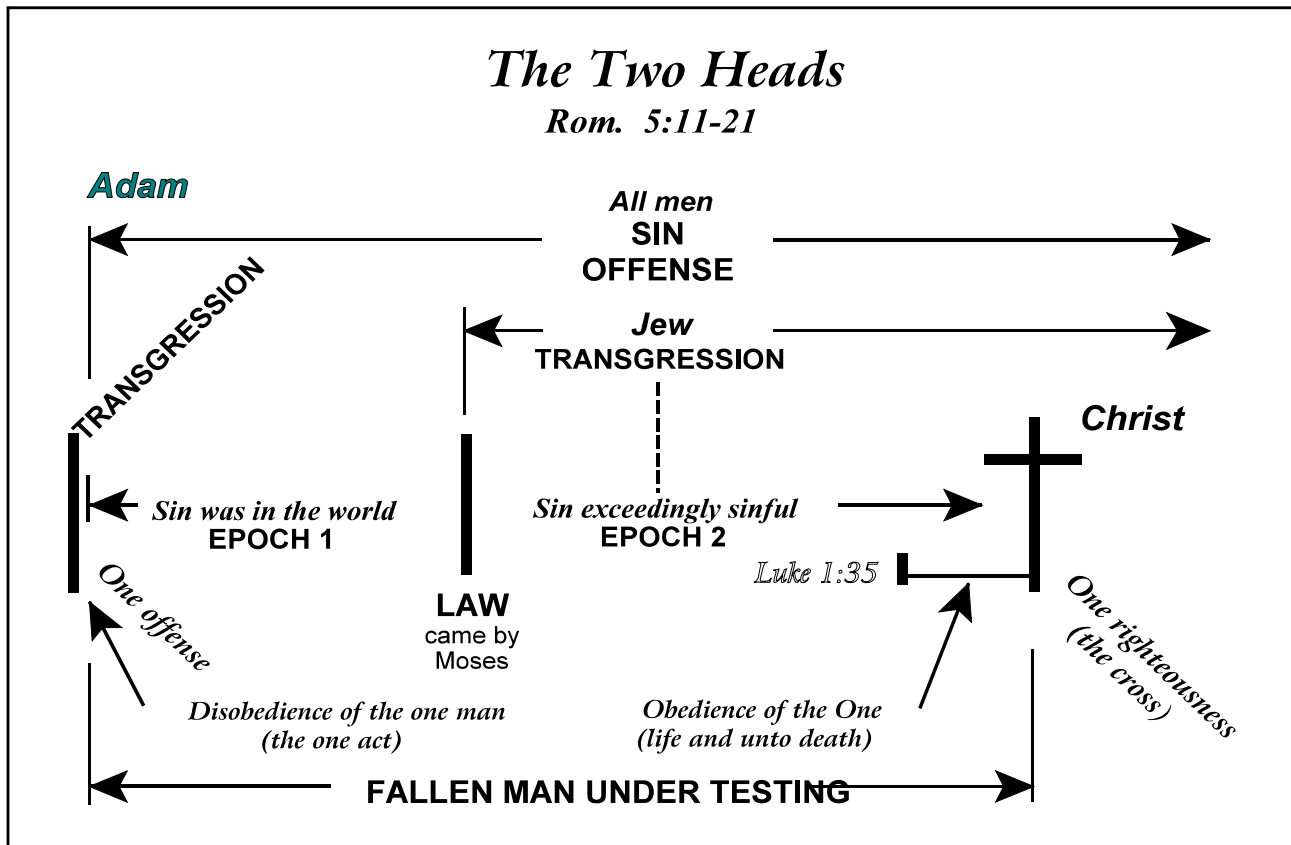 The Two Heads
Rom. 5:11-21
Adam
All men
SIN
OFFENSE
TRANSGRESSION
Jew
TRANSGRESSION
Christ
Sin was in the world
EPOCH 1
Sin exceedingly sinful
EPOCH 2
Luke 1:35
One offense
LAW
came by
Moses
One righteousness
(the cross)
Disobedience of the one man
(the one act)
Obedience of the One
(life and unto death)
FALLEN MAN UNDER TESTING